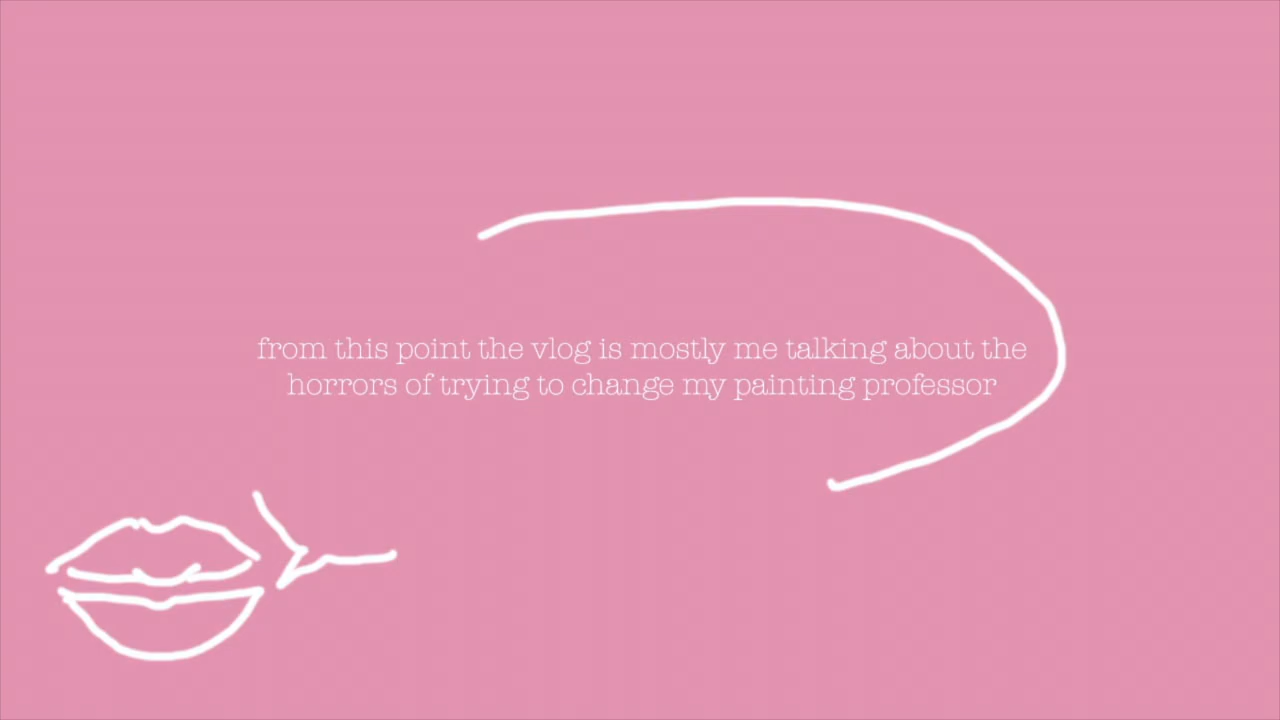 from this point the vlog is mostly me talking about the
horrors of trying to change my painting professor